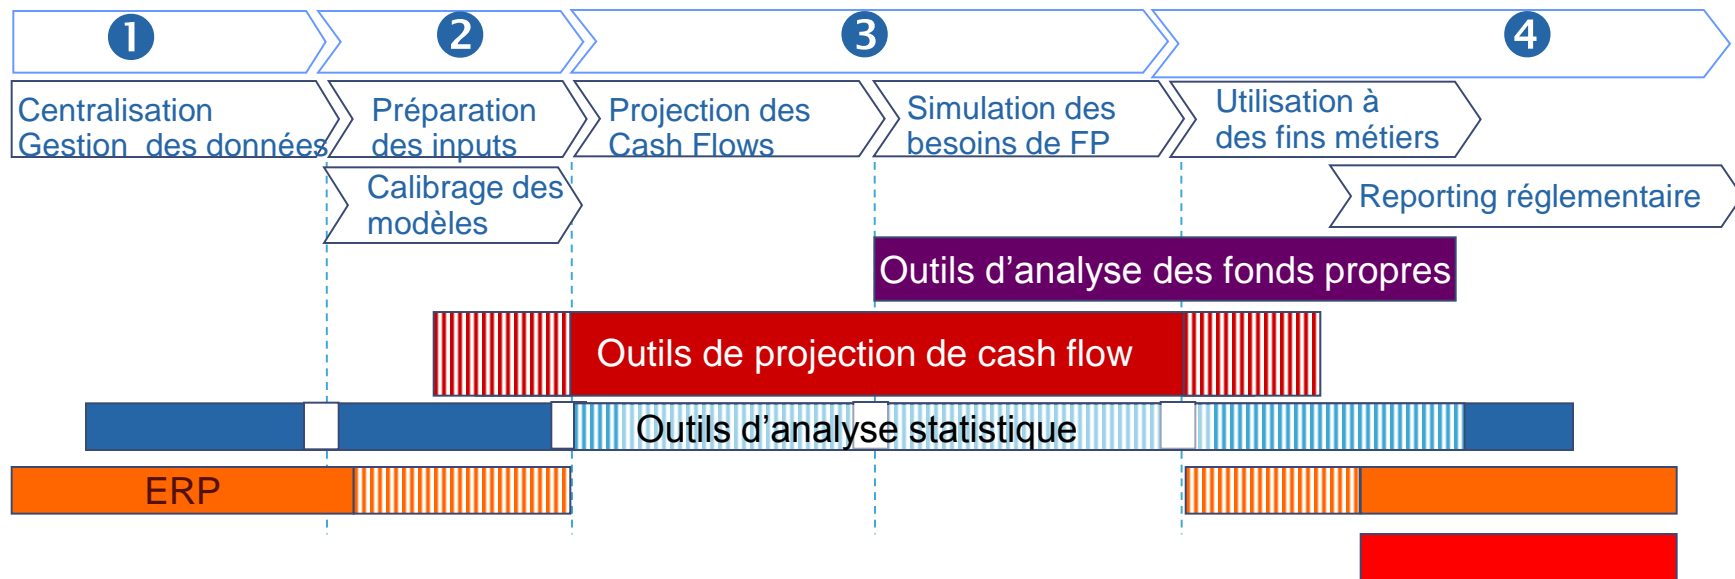 1
2
3
4
Centralisation
Gestion des données
Préparation
des inputs
Projection des
Cash Flows
Simulation des
besoins de FP
Utilisation à
des fins métiers
Calibrage des
modèles
Reporting réglementaire
Outils d’analyse des fonds propres
Outils de projection de cash flow
Outils d’analyse statistique
ERP